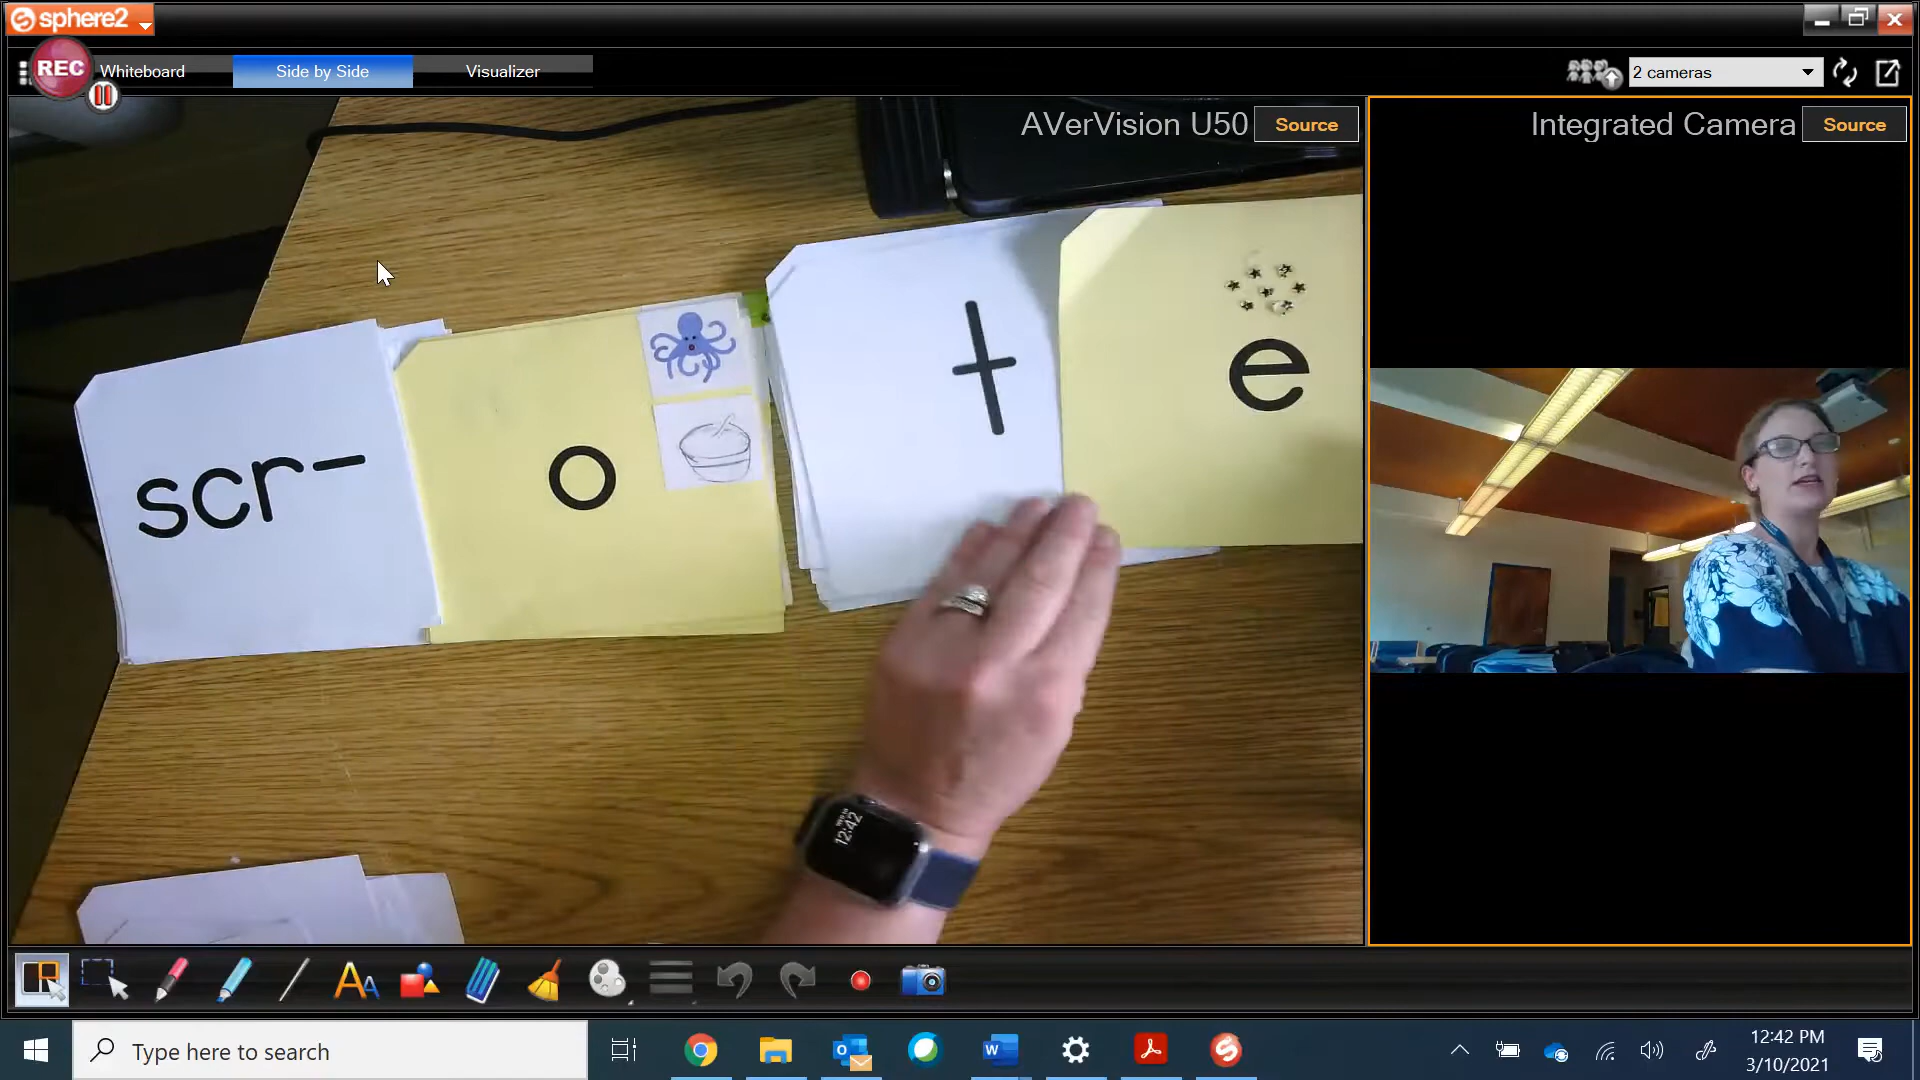 sphere2
REC
Whiteboard
Side by Side
Visualizer
2 cameras
AVerVision U50
Source
Integrated Camera
Source
scr-
o
t
e
12:42
Type here to search
12:42 PM
3/10/2021